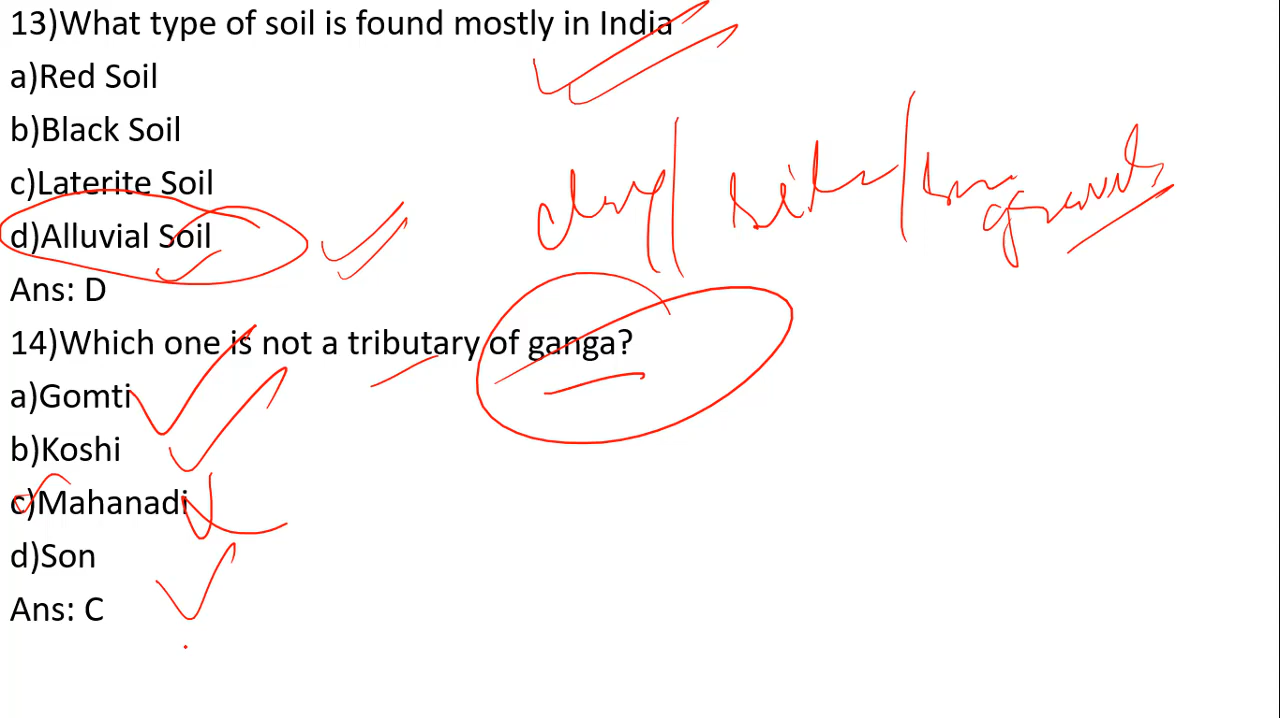 13)What type of soil is found mostly in India
a)Red Soil
b)Black Soil
c)Laterite Soil
d)Alluvial Soil
Ans: D
14)Which one is not a tributary of ganga?
a)Gomti
b)Koshi
c)Mahanadi
d)Son
Ans: C